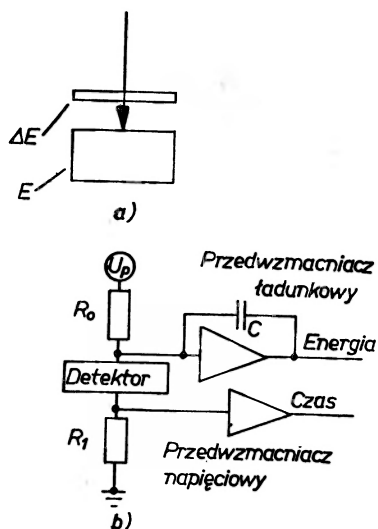 ΔE
E
a)
Up
Przedwzmacniacz
ładunkowy
R₀
C
Energia
Detektor
Czas
R₁
Przedwzmacniacz
napięciowy
b)